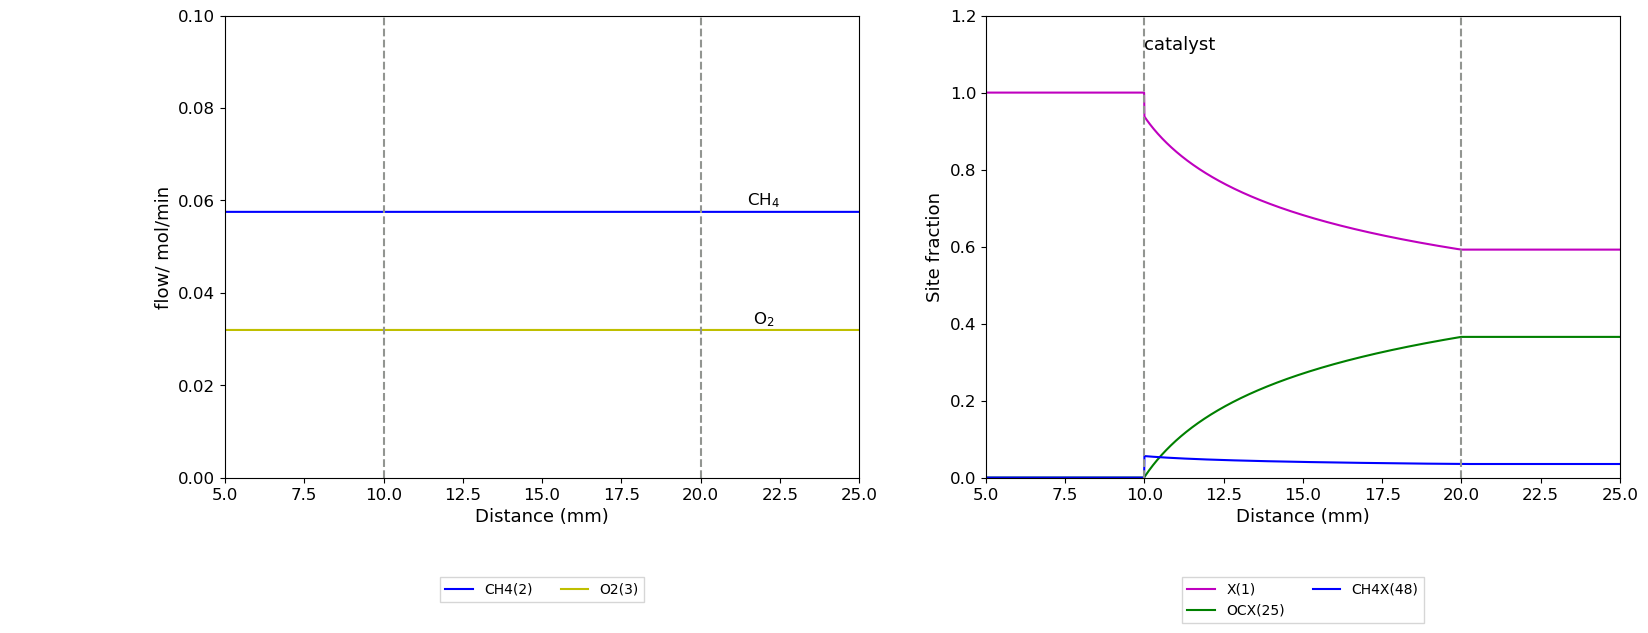 flow/ mol/min
0.10
0.08
0.06
0.04
0.02
0.00
CH₄
O₂
5.0 7.5 10.0 12.5 15.0 17.5 20.0 22.5 25.0
Distance (mm)
CH4(2) O2(3)
Site fraction
1.2
1.0
0.8
0.6
0.4
0.2
0.0
catalyst
5.0 7.5 10.0 12.5 15.0 17.5 20.0 22.5 25.0
Distance (mm)
X(1) CH4X(48)
OCX(25)